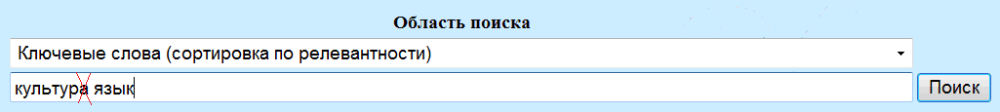 Область поиска
Ключевые слова (сортировка по релевантности)
культура язык Поиск